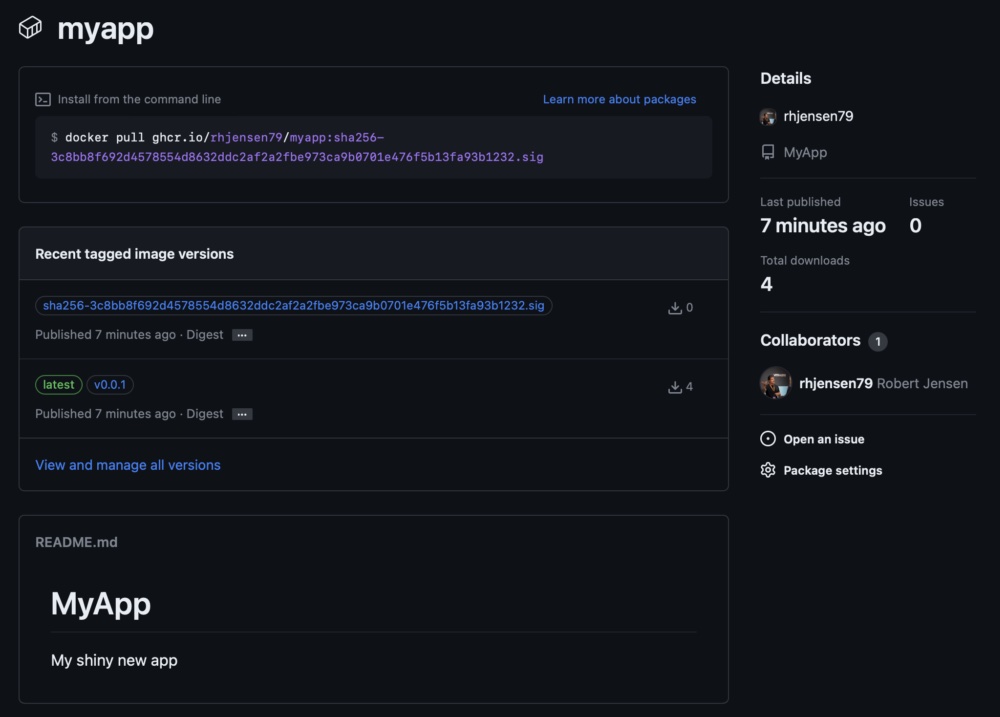 myapp
Install from the command line
Learn more about packages
$ docker pull ghcr.io/rhjensen79/myapp:sha256-
3c8bb8f692d4578554d8632ddc2af2a2fbe973ca9b0701e476f5b13fa93b1232.sig
Recent tagged image versions
sha256-3c8bb8f692d4578554d8632ddc2af2a2fbe973ca9b0701e476f5b13fa93b1232.sig
0
Published 7 minutes ago · Digest ...
latest v0.0.1
4
Published 7 minutes ago · Digest ...
View and manage all versions
README.md
MyApp
My shiny new app
Details
rhjensen79
MyApp
Last published Issues
7 minutes ago 0
Total downloads
4
Collaborators 1
rhjensen79 Robert Jensen
Open an issue
Package settings